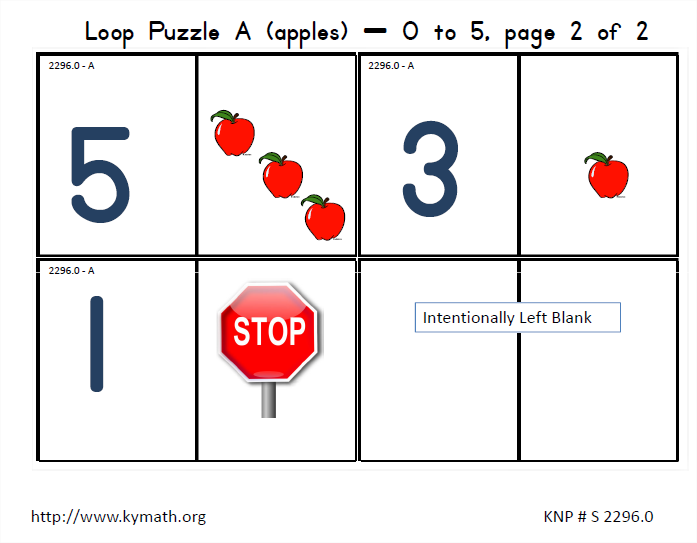 Loop Puzzle A (apples) – 0 to 5, page 2 of 2
2296.0 - A
2296.0 - A
5
3
2296.0 - A
1
STOP
Intentionally Left Blank
http://www.kymath.org
KNP # S 2296.0